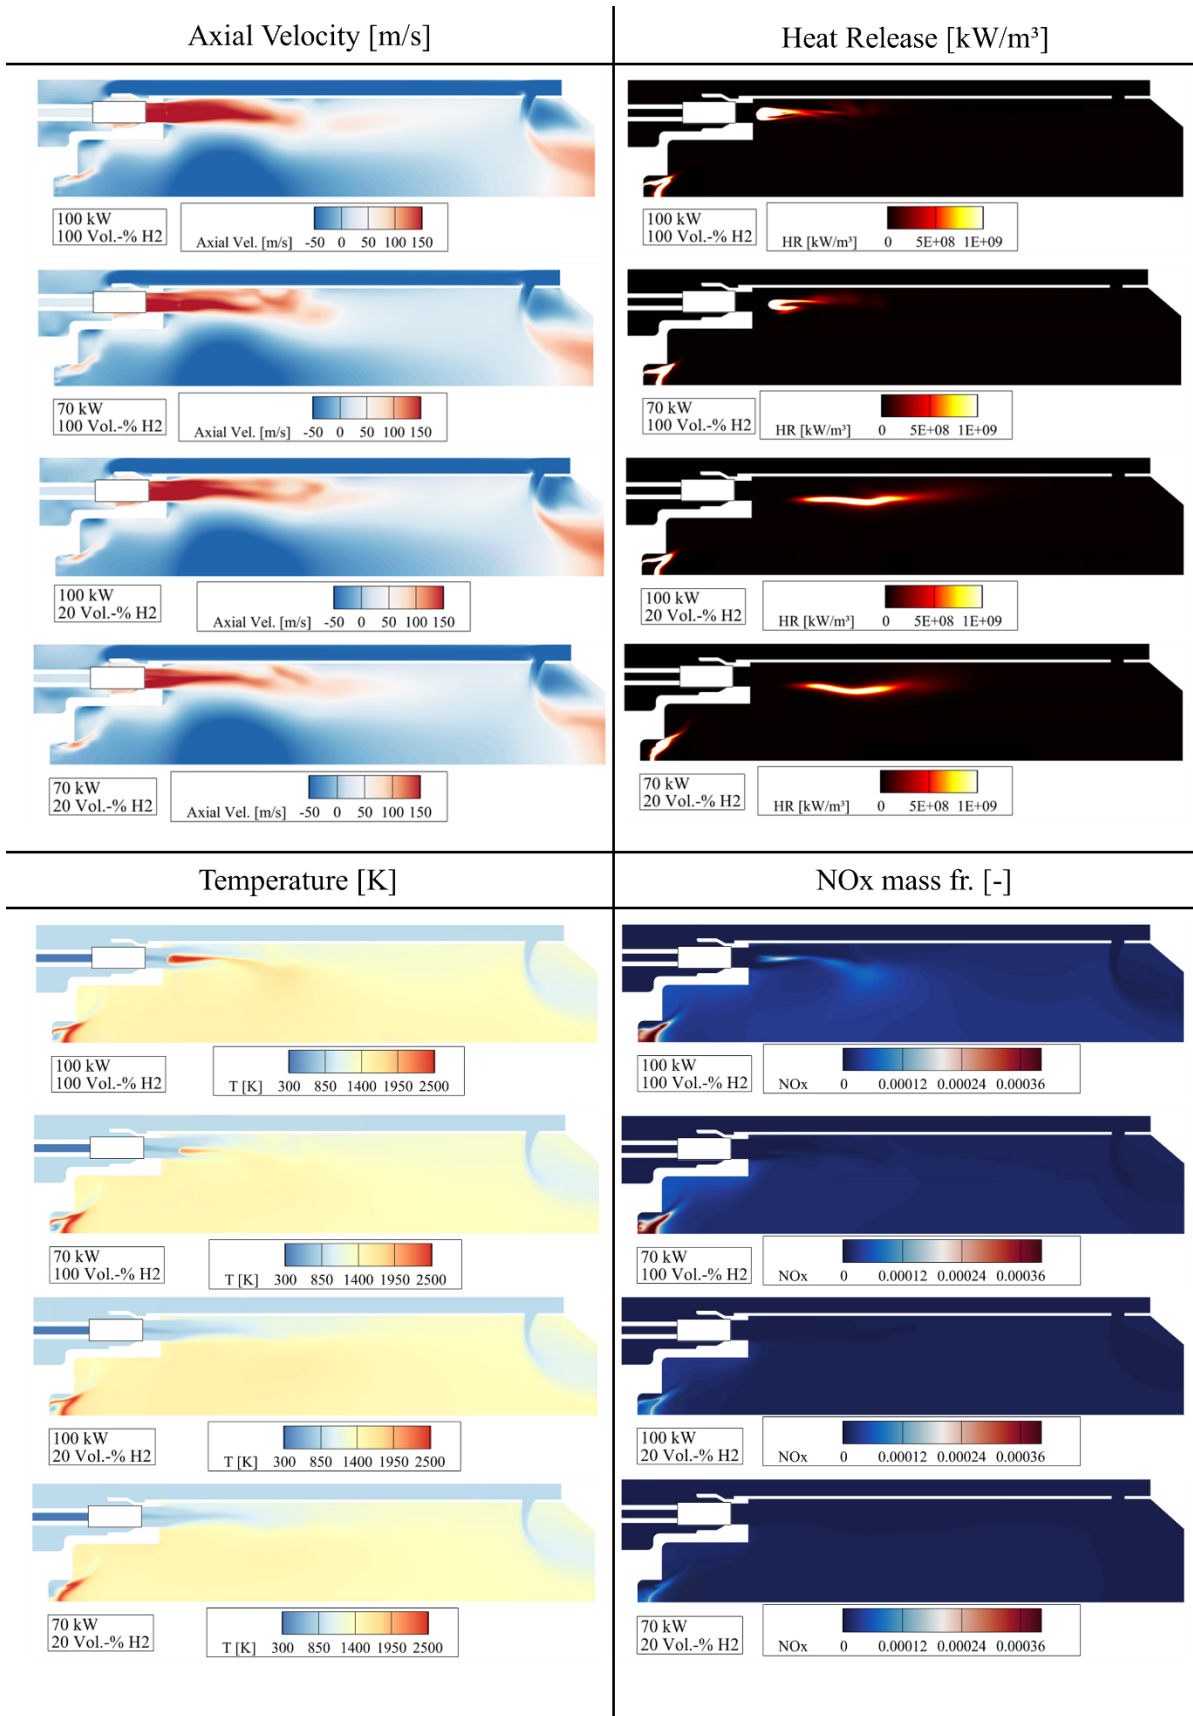 Axial Velocity [m/s]
Heat Release [kW/m³]
100 kW
100 Vol.-% H2
Axial Vel. [m/s] -50 0 50 100 150
100 kW
100 Vol.-% H2
HR [kW/m³] 0 5E+08 1E+09
70 kW
100 Vol.-% H2
Axial Vel. [m/s] -50 0 50 100 150
70 kW
100 Vol.-% H2
HR [kW/m³] 0 5E+08 1E+09
100 kW
20 Vol.-% H2
Axial Vel. [m/s] -50 0 50 100 150
100 kW
20 Vol.-% H2
HR [kW/m³] 0 5E+08 1E+09
70 kW
20 Vol.-% H2
Axial Vel. [m/s] -50 0 50 100 150
70 kW
20 Vol.-% H2
HR [kW/m³] 0 5E+08 1E+09
Temperature [K]
NOx mass fr. [-]
100 kW
100 Vol.-% H2
T [K] 300 850 1400 1950 2500
100 kW
100 Vol.-% H2
NOx 0 0.00012 0.00024 0.00036
70 kW
100 Vol.-% H2
T [K] 300 850 1400 1950 2500
70 kW
100 Vol.-% H2
NOx 0 0.00012 0.00024 0.00036
100 kW
20 Vol.-% H2
T [K] 300 850 1400 1950 2500
100 kW
20 Vol.-% H2
NOx 0 0.00012 0.00024 0.00036
70 kW
20 Vol.-% H2
T [K] 300 850 1400 1950 2500
70 kW
20 Vol.-% H2
NOx 0 0.00012 0.00024 0.00036